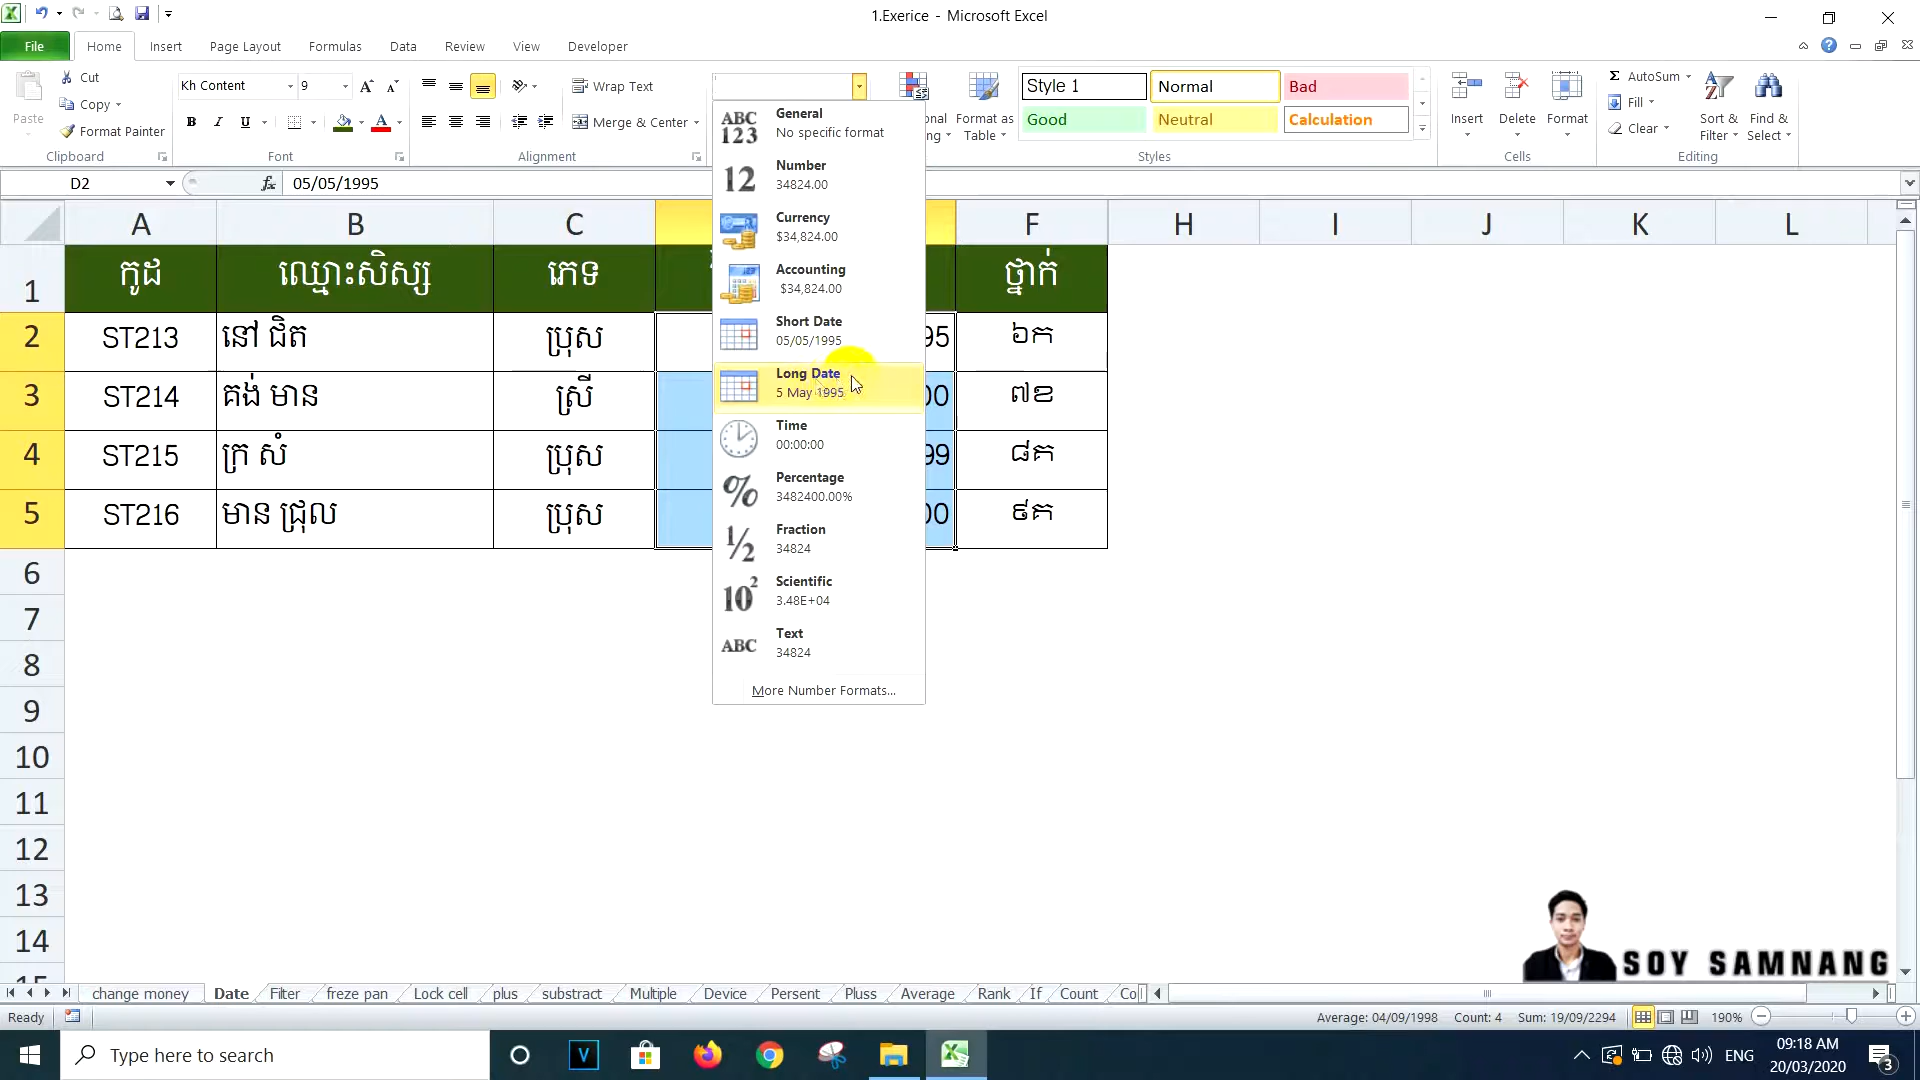 1.Exerice - Microsoft Excel
File Home Insert Page Layout Formulas Data Review View Developer
Paste
Cut
Copy
Format Painter
Clipboard
Kh Content 9
B I U
Font
Wrap Text
Merge & Center
Alignment
Format as Table
Style 1 Normal Bad
Good Neutral Calculation
Styles
Insert Delete Format
Cells
AutoSum
Fill
Clear
Sort & Filter
Find & Select
Editing
D2 fx 05/05/1995
A B C F H I J K L
1 កូដ ឈ្មោះសិស្ស ភេទ ថ្នាក់
2 ST213 នៅ ជិត ប្រុស 95 ៦ក
3 ST214 គង់ មាន ស្រី 00 ៧ខ
4 ST215 ក្រ សំ ប្រុស 99 ៨គ
5 ST216 មាន ជ្រុល ប្រុស 00 ៩គ
6
7
8
9
10
11
12
13
14
General
No specific format
Number
34824.00
Currency
$34,824.00
Accounting
$34,824.00
Short Date
05/05/1995
Long Date
5 May 1995
Time
00:00:00
Percentage
3482400.00%
Fraction
34824
Scientific
3.48E+04
Text
34824
More Number Formats...
SOY SAMNANG
change money Date Filter freze pan Lock cell plus substract Multiple Device Persent Pluss Average Rank If Count Co
Ready Average: 04/09/1998 Count: 4 Sum: 19/09/2294 190%
Type here to search
ENG
09:18 AM
20/03/2020
3